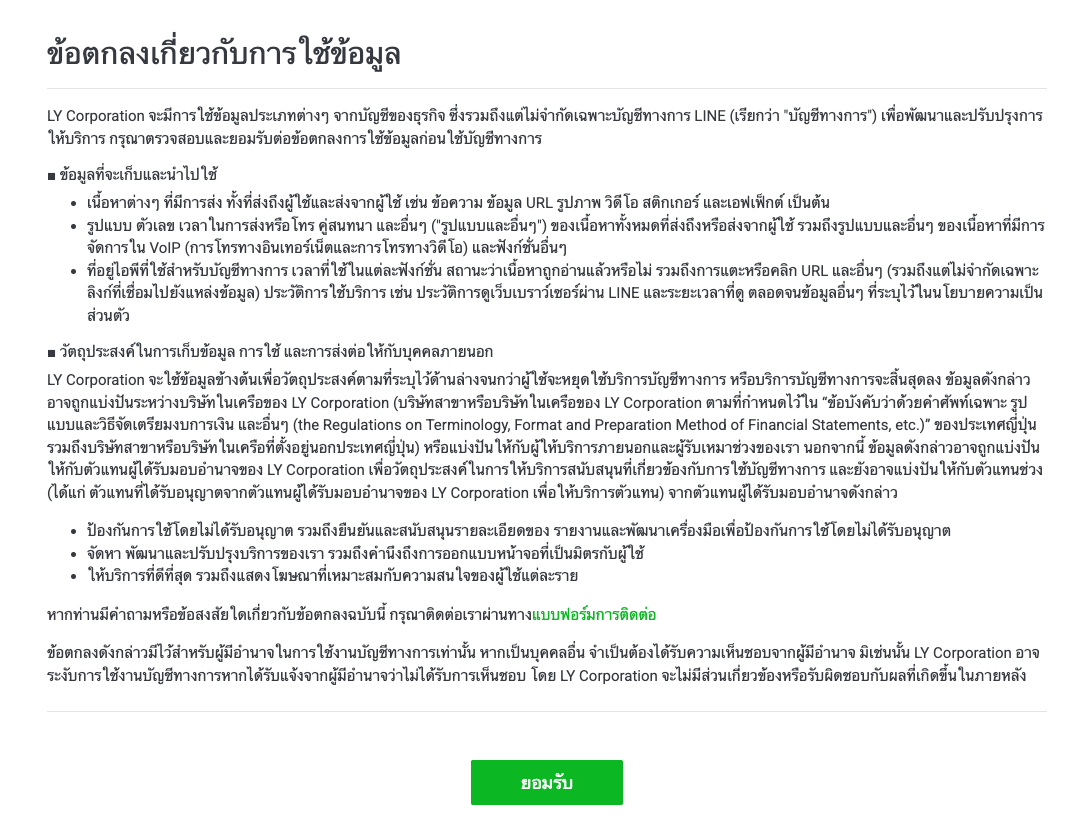 ข้อตกลงเกี่ยวกับการใช้ข้อมูล
LY Corporation จะมีการใช้ข้อมูลประเภทต่างๆ จากบัญชีของธุรกิจ ซึ่งรวมถึงแต่ไม่จำกัดเฉพาะบัญชีทางการ LINE (เรียกว่า "บัญชีทางการ") เพื่อพัฒนาและปรับปรุงการ
ให้บริการ กรุณาตรวจสอบและยอมรับต่อข้อตกลงการใช้ข้อมูลก่อนใช้บัญชีทางการ
■ ข้อมูลที่จะเก็บและนำไปใช้
• เนื้อหาต่างๆ ที่มีการส่ง ทั้งที่ส่งถึงผู้ใช้และส่งจากผู้ใช้ เช่น ข้อความ ข้อมูล URL รูปภาพ วิดีโอ สติกเกอร์ และเอฟเฟ็กต์ เป็นต้น
• รูปแบบ ตัวเลข เวลาในการส่งหรือโทร คู่สนทนา และอื่นๆ ("รูปแบบและอื่นๆ") ของเนื้อหาทั้งหมดที่ส่งถึงหรือส่งจากผู้ใช้ รวมถึงรูปแบบและอื่นๆ ของเนื้อหาที่มีการ
จัดการใน VoIP (การโทรทางอินเทอร์เน็ตและการโทรทางวิดีโอ) และฟังก์ชั่นอื่นๆ
• ที่อยู่ไอพีที่ใช้สำหรับบัญชีทางการ เวลาที่ใช้ในแต่ละฟังก์ชั่น สถานะว่าเนื้อหาถูกอ่านแล้วหรือไม่ รวมถึงการแตะหรือคลิก URL และอื่นๆ (รวมถึงแต่ไม่จำกัดเฉพาะ
ลิงก์ที่เชื่อมไปยังแหล่งข้อมูล) ประวัติการใช้บริการ เช่น ประวัติการดูเว็บเบราว์เซอร์ผ่าน LINE และระยะเวลาที่ดู ตลอดจนข้อมูลอื่นๆ ที่ระบุไว้ในนโยบายความเป็น
ส่วนตัว
■ วัตถุประสงค์ในการเก็บข้อมูล การใช้ และการส่งต่อให้กับบุคคลภายนอก
LY Corporation จะใช้ข้อมูลข้างต้นเพื่อวัตถุประสงค์ตามที่ระบุไว้ด้านล่างจนกว่าผู้ใช้จะหยุดใช้บริการบัญชีทางการ หรือบริการบัญชีทางการจะสิ้นสุดลง ข้อมูลดังกล่าว
อาจถูกแบ่งปันระหว่างบริษัทในเครือของ LY Corporation (บริษัทสาขาหรือบริษัทในเครือของ LY Corporation ตามที่กำหนดไว้ใน “ข้อบังคับว่าด้วยคำศัพท์เฉพาะ รูป
แบบและวิธีจัดเตรียมงบการเงิน และอื่นๆ (the Regulations on Terminology, Format and Preparation Method of Financial Statements, etc.)” ของประเทศญี่ปุ่น
รวมถึงบริษัทสาขาหรือบริษัทในเครือที่ตั้งอยู่นอกประเทศญี่ปุ่น) หรือแบ่งปันให้กับผู้ให้บริการภายนอกและผู้รับเหมาช่วงของเรา นอกจากนี้ ข้อมูลดังกล่าวอาจถูกแบ่งปัน
ให้กับตัวแทนผู้ได้รับมอบอำนาจของ LY Corporation เพื่อวัตถุประสงค์ในการให้บริการสนับสนุนที่เกี่ยวข้องกับการใช้บัญชีทางการ และยังอาจแบ่งปันให้กับตัวแทนช่วง
(ได้แก่ ตัวแทนที่ได้รับอนุญาตจากตัวแทนผู้ได้รับมอบอำนาจของ LY Corporation เพื่อให้บริการตัวแทน) จากตัวแทนผู้ได้รับมอบอำนาจดังกล่าว
• ป้องกันการใช้โดยไม่ได้รับอนุญาต รวมถึงยืนยันและสนับสนุนรายละเอียดของ รายงานและพัฒนาเครื่องมือเพื่อป้องกันการใช้โดยไม่ได้รับอนุญาต
• จัดหา พัฒนาและปรับปรุงบริการของเรา รวมถึงคำนึงถึงการออกแบบหน้าจอที่เป็นมิตรกับผู้ใช้
• ให้บริการที่ดีที่สุด รวมถึงแสดงโฆษณาที่เหมาะสมกับความสนใจของผู้ใช้แต่ละราย
หากท่านมีคำถามหรือข้อสงสัยใดเกี่ยวกับข้อตกลงฉบับนี้ กรุณาติดต่อเราผ่านทางแบบฟอร์มการติดต่อ
ข้อตกลงดังกล่าวมีไว้สำหรับผู้มีอำนาจในการใช้งานบัญชีทางการเท่านั้น หากเป็นบุคคลอื่น จำเป็นต้องได้รับความเห็นชอบจากผู้มีอำนาจ มิเช่นนั้น LY Corporation อาจ
ระงับการใช้งานบัญชีทางการหากได้รับแจ้งจากผู้มีอำนาจว่าไม่ได้รับการเห็นชอบ โดย LY Corporation จะไม่มีส่วนเกี่ยวข้องหรือรับผิดชอบกับผลที่เกิดขึ้นในภายหลัง
ยอมรับ